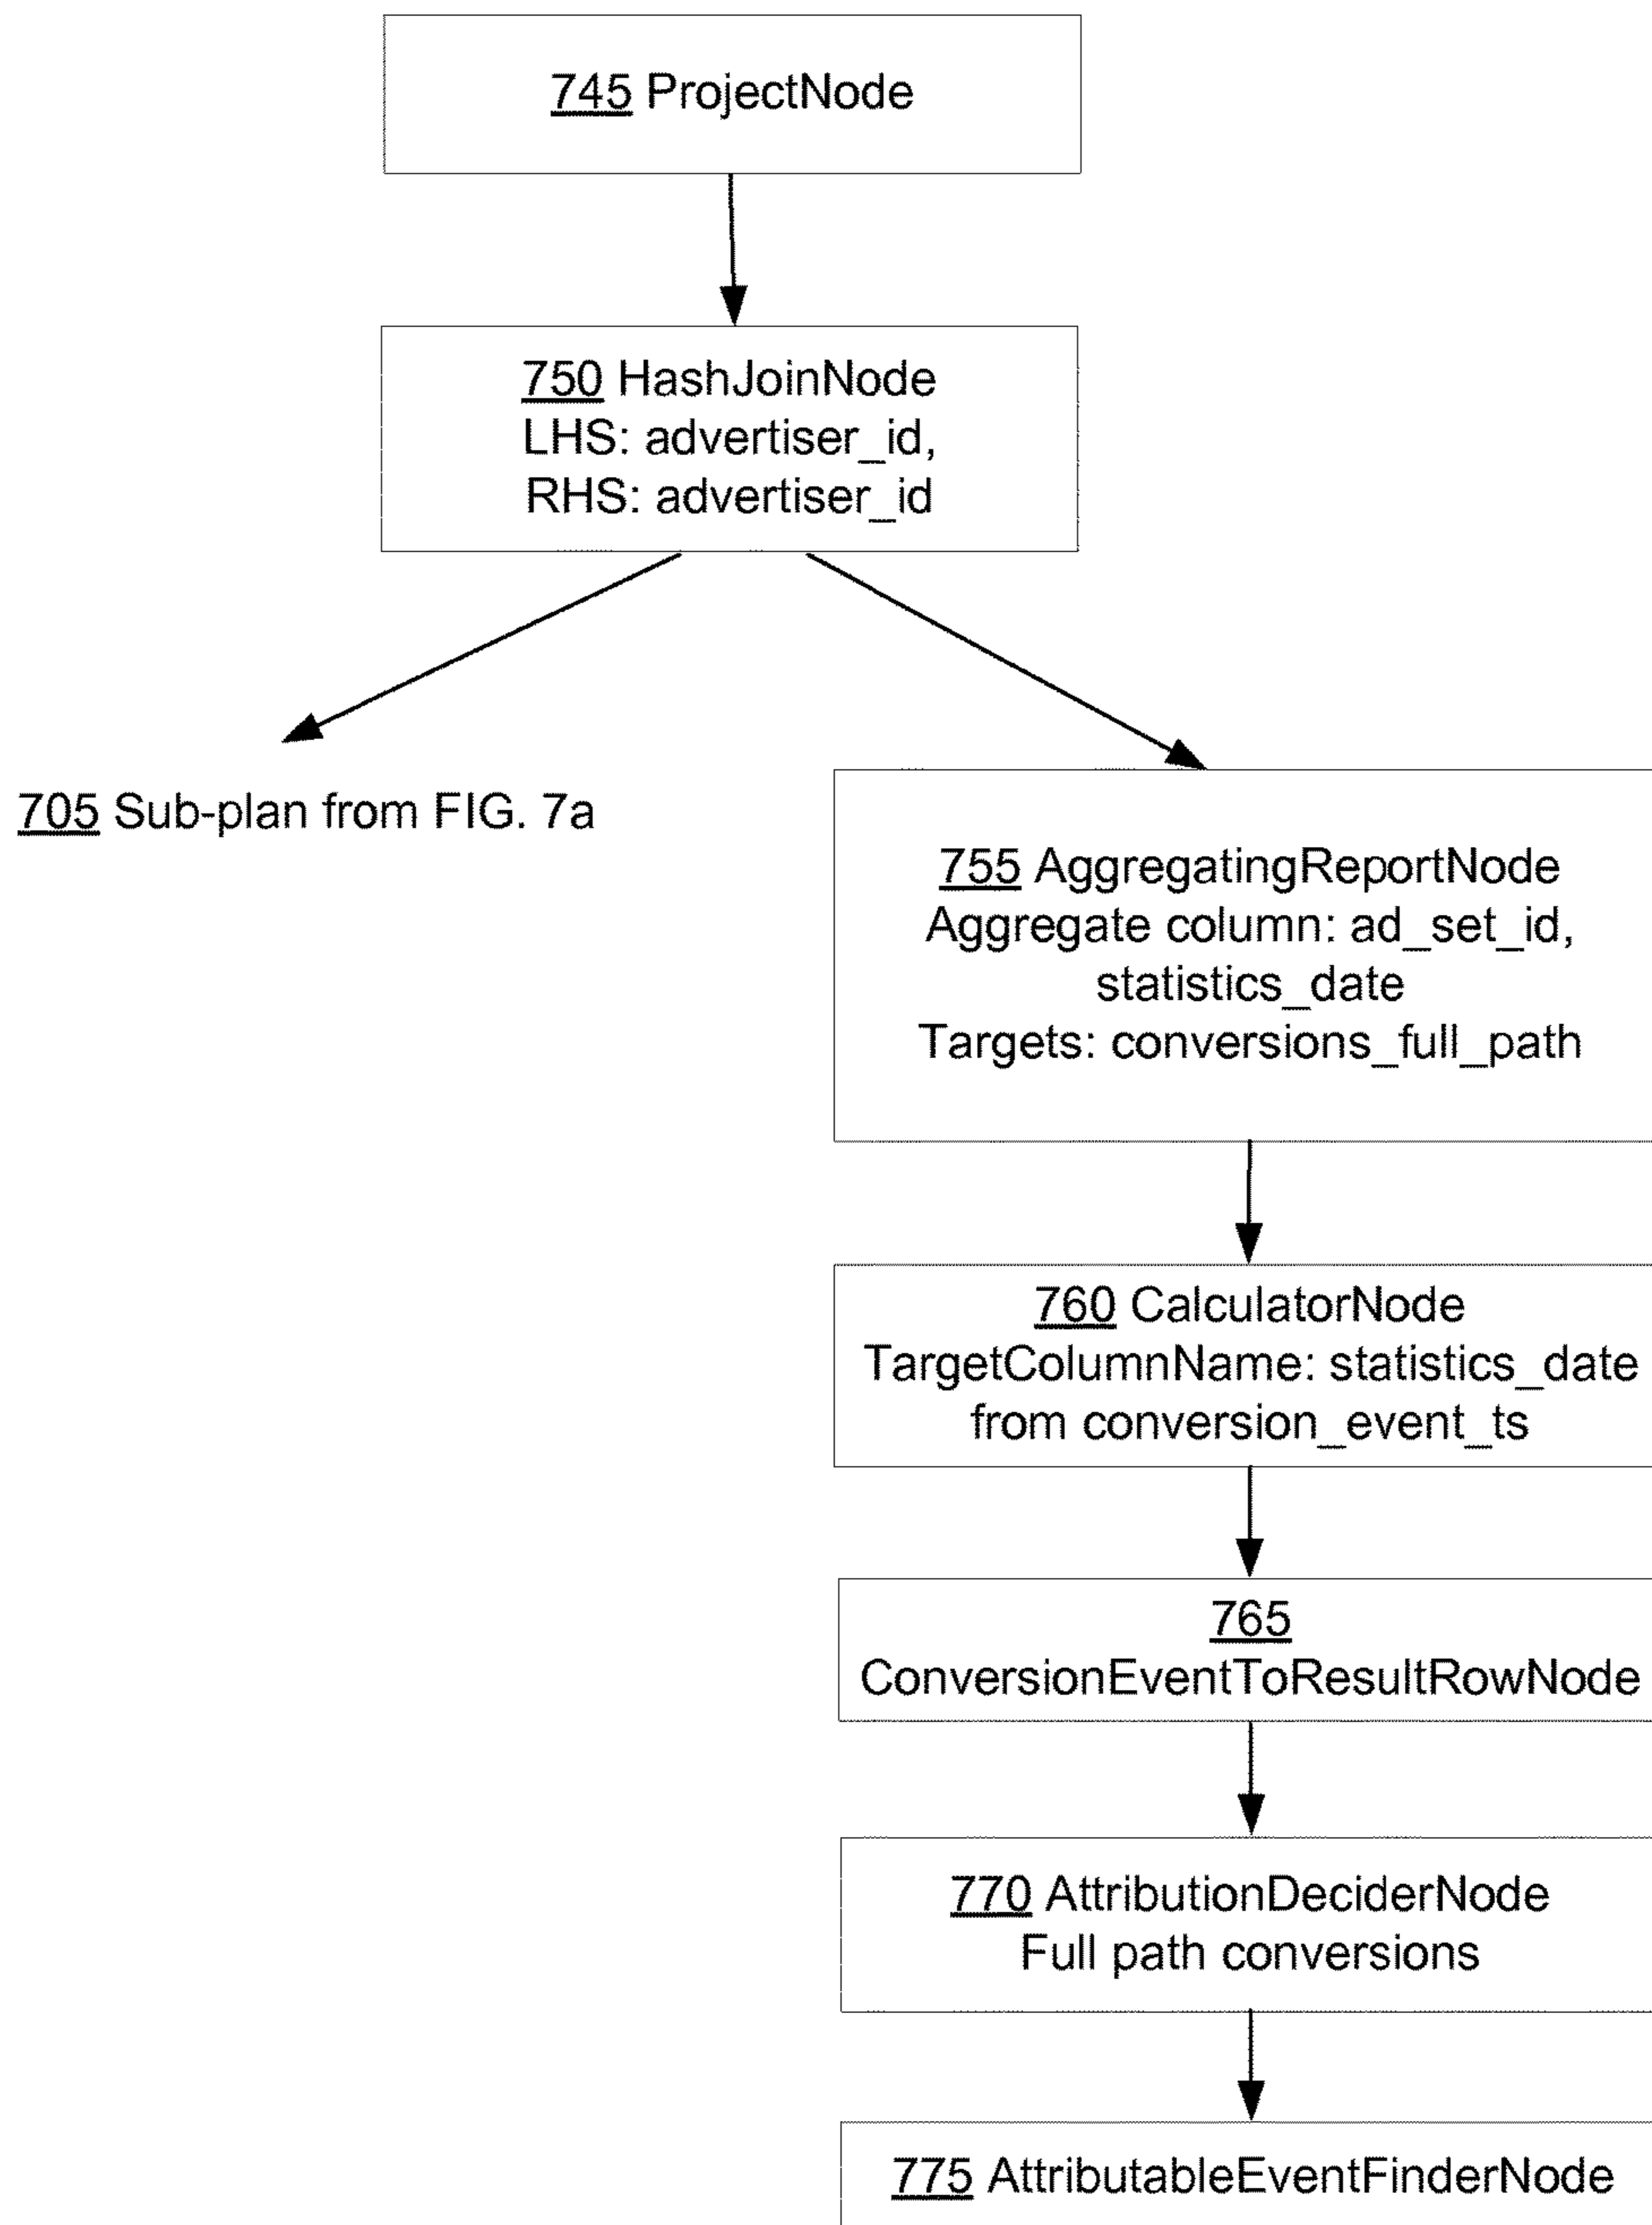 745 ProjectNode
750 HashJoinNode
LHS: advertiser_id,
RHS: advertiser_id
705 Sub-plan from FIG. 7a
755 AggregatingReportNode
Aggregate column: ad_set_id,
statistics_date
Targets: conversions_full_path
760 CalculatorNode
TargetColumnName: statistics_date
from conversion_event_ts
765
ConversionEventToResultRowNode
770 AttributionDeciderNode
Full path conversions
775 AttributableEventFinderNode